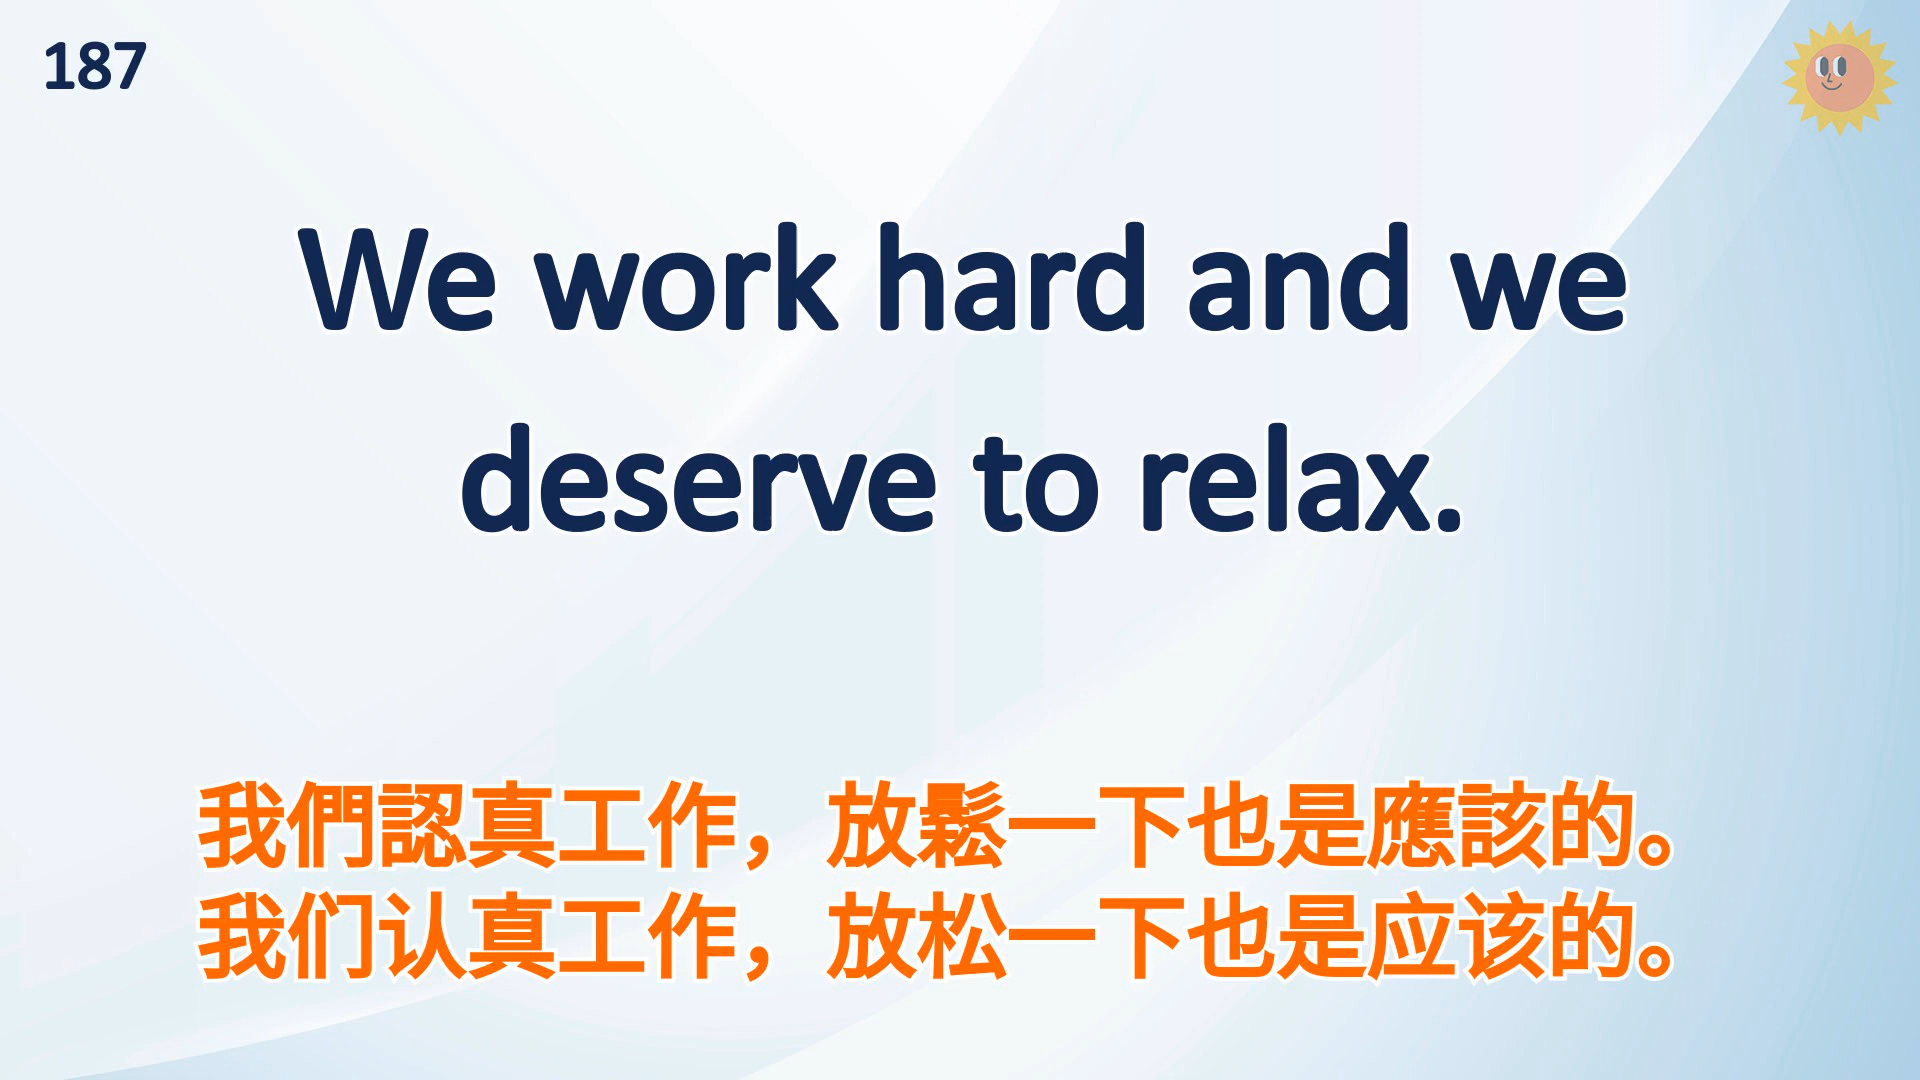 187
We work hard and we
deserve to relax.
我們認真工作，放鬆一下也是應該的。
我们认真工作，放松一下也是应该的。